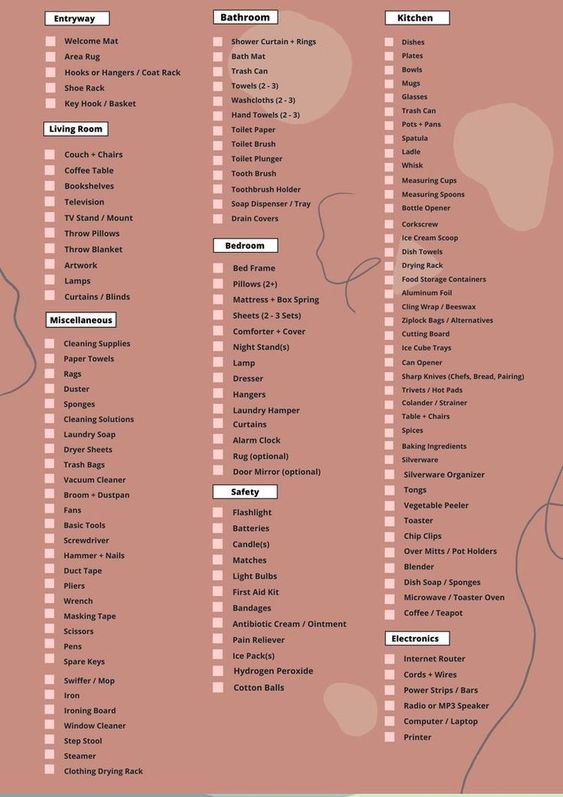 Entryway
Welcome Mat
Area Rug
Hooks or Hangers / Coat Rack
Shoe Rack
Key Hook / Basket
Living Room
Couch + Chairs
Coffee Table
Bookshelves
Television
TV Stand / Mount
Throw Pillows
Throw Blanket
Artwork
Lamps
Curtains / Blinds
Miscellaneous
Cleaning Supplies
Paper Towels
Rags
Duster
Sponges
Cleaning Solutions
Laundry Soap
Dryer Sheets
Trash Bags
Vacuum Cleaner
Broom + Dustpan
Fans
Basic Tools
Screwdriver
Hammer + Nails
Duct Tape
Pliers
Wrench
Masking Tape
Scissors
Pens
Spare Keys
Swiffer / Mop
Iron
Ironing Board
Window Cleaner
Step Stool
Steamer
Clothing Drying Rack
Bathroom
Shower Curtain + Rings
Bath Mat
Trash Can
Towels (2 - 3)
Washcloths (2 - 3)
Hand Towels (2 - 3)
Toilet Paper
Toilet Brush
Toilet Plunger
Tooth Brush
Toothbrush Holder
Soap Dispenser / Tray
Drain Covers
Bedroom
Bed Frame
Pillows (2+)
Mattress + Box Spring
Sheets (2 - 3 Sets)
Comforter + Cover
Night Stand(s)
Lamp
Dresser
Hangers
Laundry Hamper
Curtains
Alarm Clock
Rug (optional)
Door Mirror (optional)
Safety
Flashlight
Batteries
Candle(s)
Matches
Light Bulbs
First Aid Kit
Bandages
Antibiotic Cream / Ointment
Pain Reliever
Ice Pack(s)
Hydrogen Peroxide
Cotton Balls
Kitchen
Dishes
Plates
Bowls
Mugs
Glasses
Trash Can
Pots + Pans
Spatula
Ladle
Whisk
Measuring Cups
Measuring Spoons
Bottle Opener
Corkscrew
Ice Cream Scoop
Dish Towels
Drying Rack
Food Storage Containers
Aluminum Foil
Cling Wrap / Beeswax
Ziplock Bags / Alternatives
Cutting Board
Ice Cube Trays
Can Opener
Sharp Knives (Chefs, Bread, Pairing)
Trivets / Hot Pads
Colander / Strainer
Table + Chairs
Spices
Baking Ingredients
Silverware
Silverware Organizer
Tongs
Vegetable Peeler
Toaster
Chip Clips
Over Mitts / Pot Holders
Blender
Dish Soap / Sponges
Microwave / Toaster Oven
Coffee / Teapot
Electronics
Internet Router
Cords + Wires
Power Strips / Bars
Radio or MP3 Speaker
Computer / Laptop
Printer